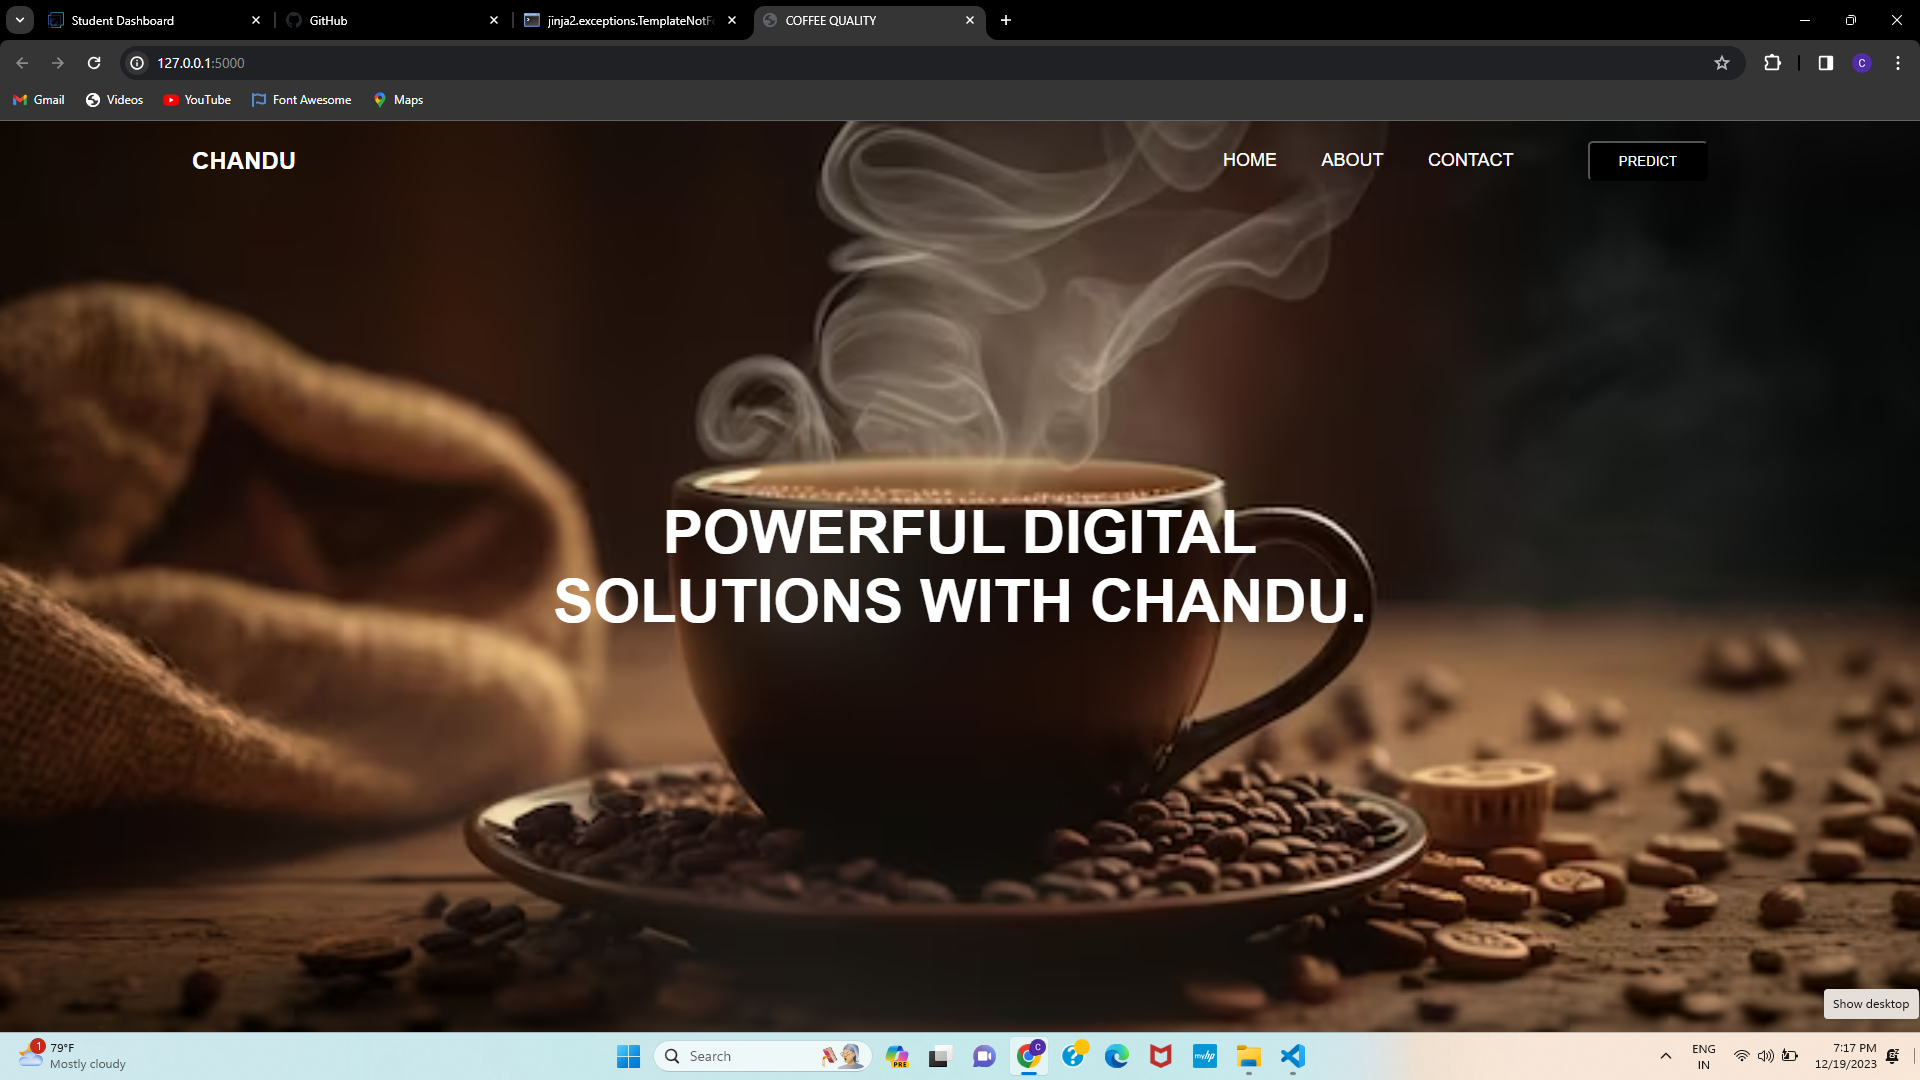 Student Dashboard
GitHub
jinja2.exceptions.TemplateNotF
COFFEE QUALITY
127.0.0.1:5000
C
Gmail
Videos
YouTube
Font Awesome
Maps
CHANDU
HOME
ABOUT
CONTACT
PREDICT
POWERFUL DIGITAL
SOLUTIONS WITH CHANDU.
Show desktop
1
79°F
Mostly cloudy
Search
PRE
C
myhp
ENG
IN
7:17 PM
12/19/2023